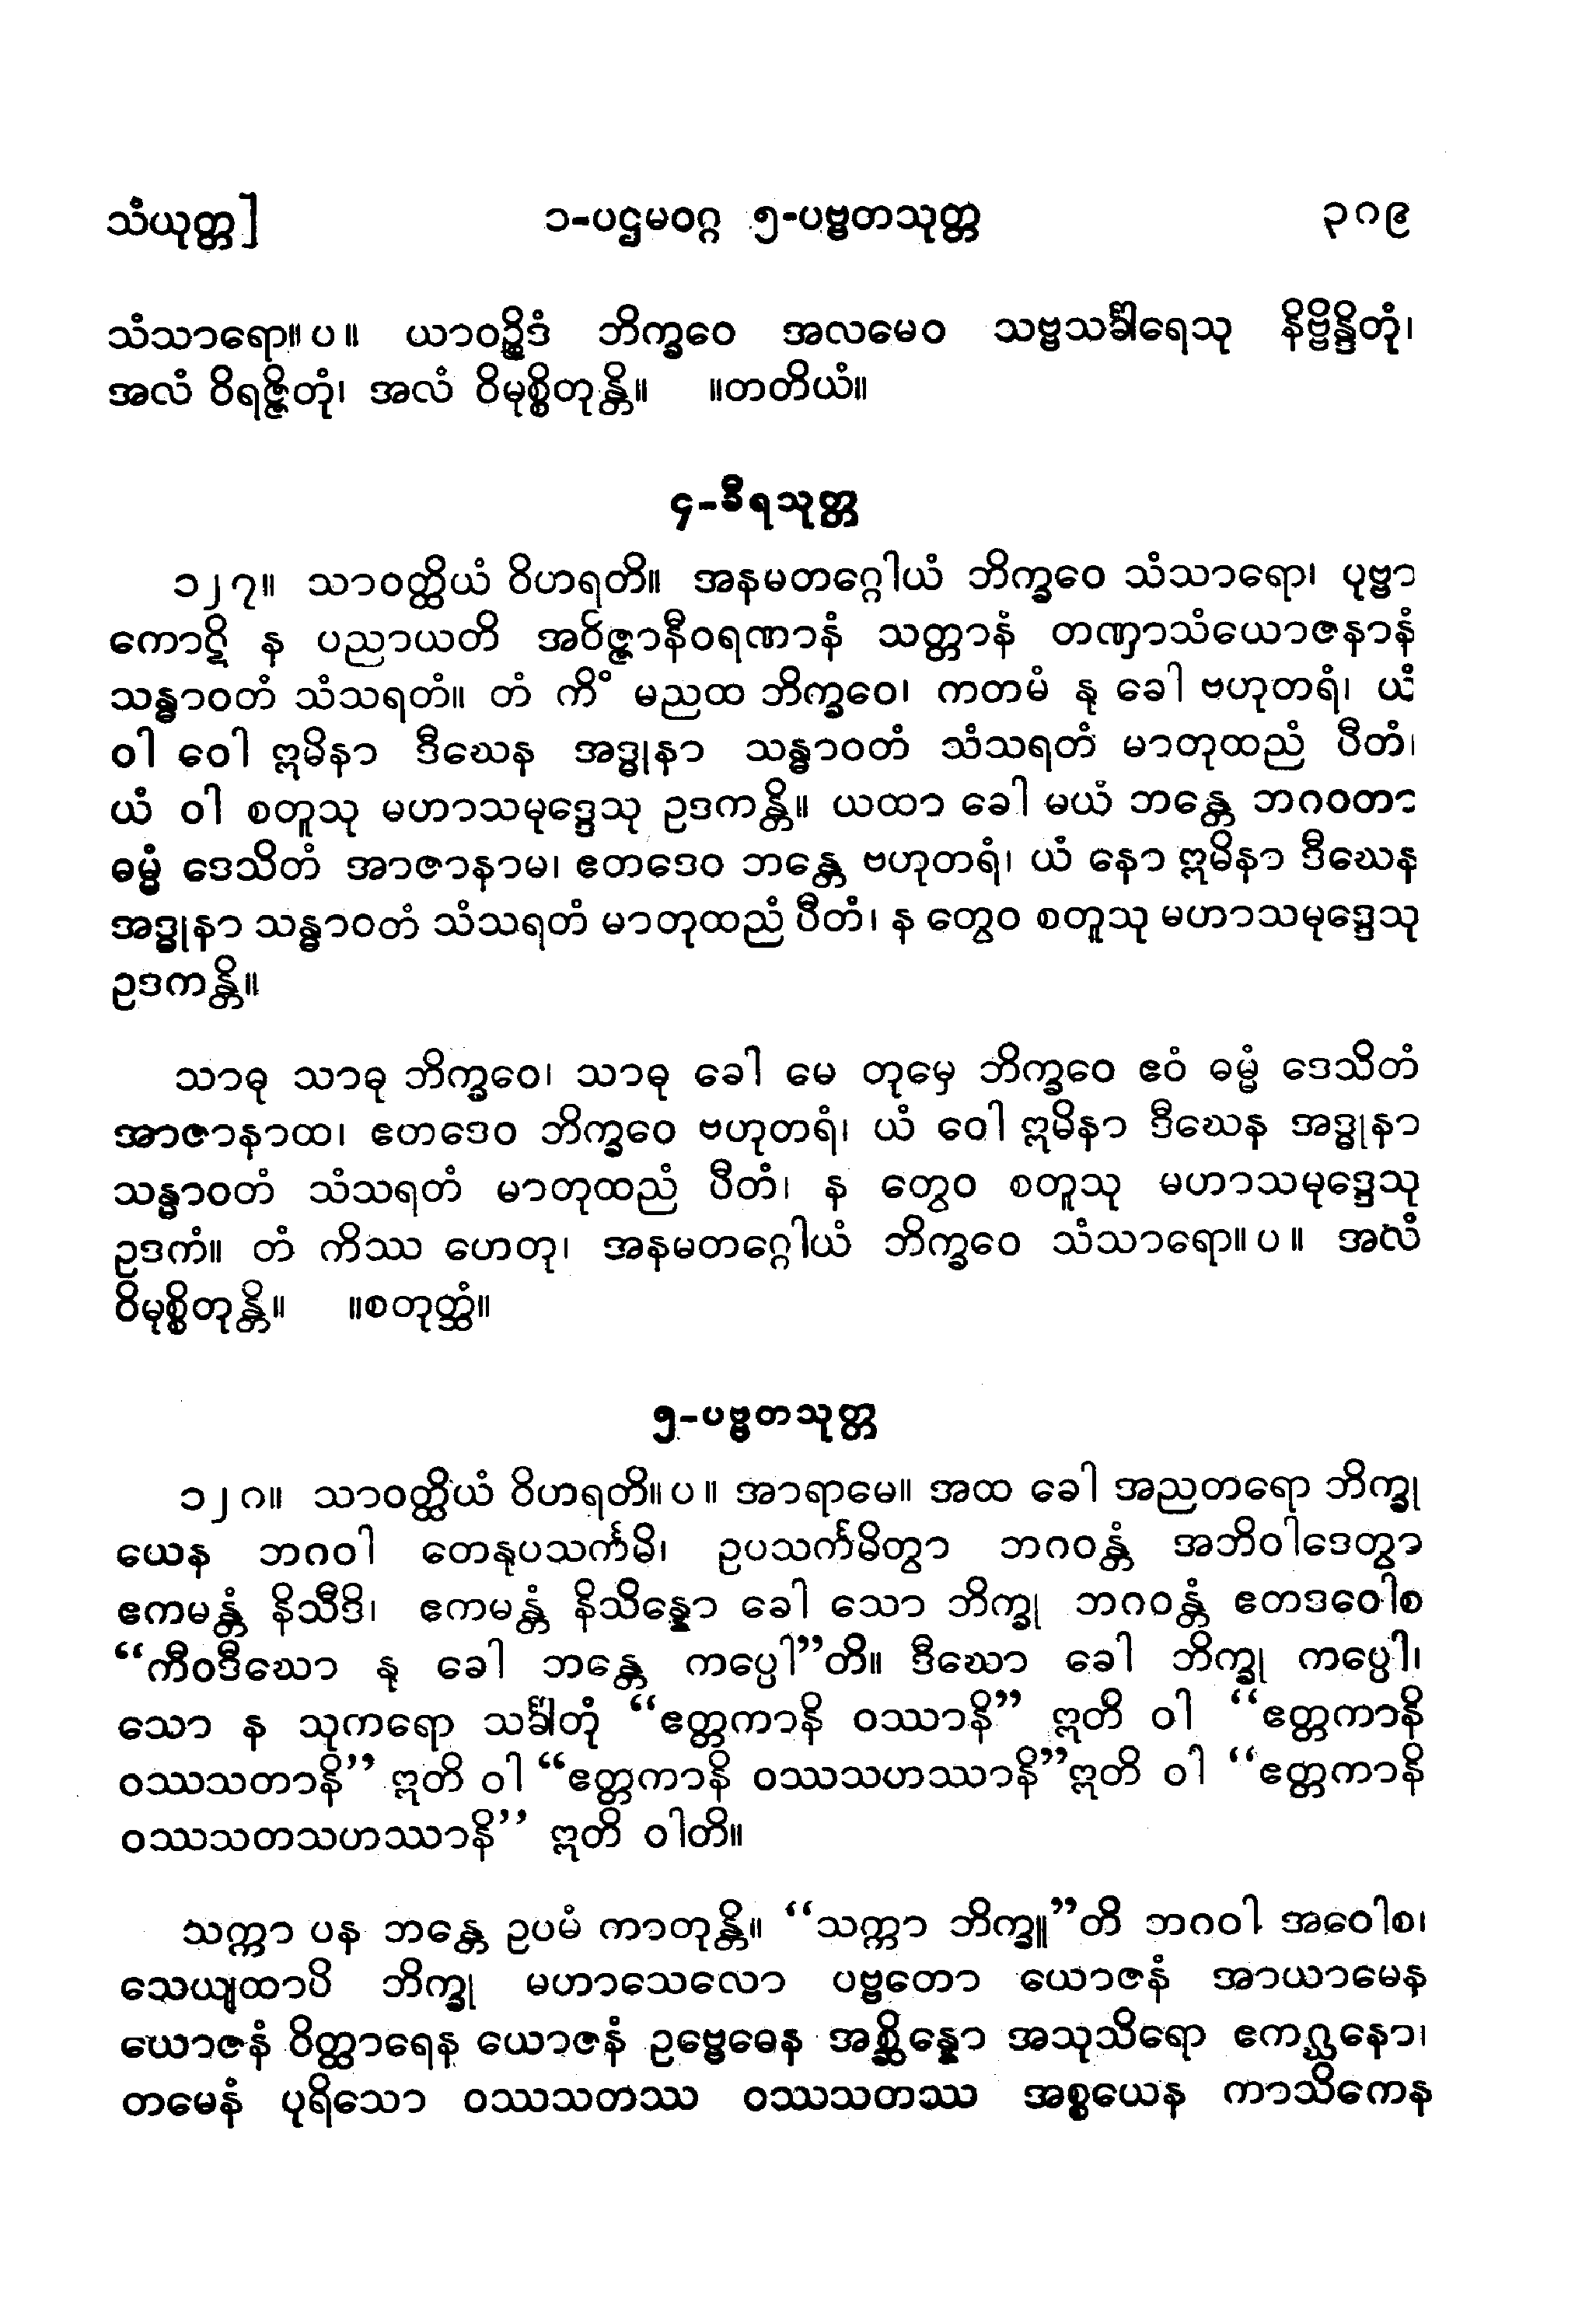 သံယုတ္တ] ၁-ပဌမဝဂ္ဂ ၅-ပဗ္ဗတသုတ္တ ၃၈၉
သံသာရော။ပ။ ယာဝဉ္စိဒံ ဘိက္ခဝေ အလမေဝ သဗ္ဗသင်္ခါရေသု နိဗ္ဗိန္ဒိတုံ၊
အလံ ဝိရဇ္ဇိတုံ၊ အလံ ဝိမုစ္စိတုန္တိ။ ။တတိယံ။
၄-ခီရသုတ္တ
၁၂၇။ သာဝတ္ထိယံ ဝိဟရတိ။ အနမတဂ္ဂေါယံ ဘိက္ခဝေ သံသာရော၊ ပုဗ္ဗာ
ကောဋိ န ပညာယတိ အဝိဇ္ဇာနီဝရဏာနံ သတ္တာနံ တဏှာသံယောဇနာနံ
သန္ဓာဝတံ သံသရတံ။ တံ ကိံ မညထ ဘိက္ခဝေ၊ ကတမံ နု ခေါ ဗဟုတရံ၊ ယံ
ဝါ ဝေါ ဣမိနာ ဒီဃေန အဒ္ဓုနာ သန္ဓာဝတံ သံသရတံ မာတုထညံ ပီတံ၊
ယံ ဝါ စတူသု မဟာသမုဒ္ဒေသု ဥဒကန္တိ။ ယထာ ခေါ မယံ ဘန္တေ ဘဂဝတာ
ဓမ္မံ ဒေသိတံ အာဇာနာမ၊ ဧတဒေဝ ဘန္တေ ဗဟုတရံ၊ ယံ နော ဣမိနာ ဒီဃေန
အဒ္ဓုနာ သန္ဓာဝတံ သံသရတံ မာတုထညံ ပီတံ၊ န တွေဝ စတူသု မဟာသမုဒ္ဒေသု
ဥဒကန္တိ။
သာဓု သာဓု ဘိက္ခဝေ၊ သာဓု ခေါ မေ တုမှေ ဘိက္ခဝေ ဧဝံ ဓမ္မံ ဒေသိတံ
အာဇာနာထ၊ ဧတဒေဝ ဘိက္ခဝေ ဗဟုတရံ၊ ယံ ဝေါ ဣမိနာ ဒီဃေန အဒ္ဓုနာ
သန္ဓာဝတံ သံသရတံ မာတုထညံ ပီတံ၊ န တွေဝ စတူသု မဟာသမုဒ္ဒေသု
ဥဒကံ။ တံ ကိဿ ဟေတု၊ အနမတဂ္ဂေါယံ ဘိက္ခဝေ သံသာရော။ပ။ အလံ
ဝိမုစ္စိတုန္တိ။ ။စတုတ္ထံ။
၅-ပဗ္ဗတသုတ္တ
၁၂၈။ သာဝတ္ထိယံ ဝိဟရတိ။ပ။ အာရာမေ။ အထ ခေါ အညတရော ဘိက္ခု
ယေန ဘဂဝါ တေနုပသင်္ကမိ၊ ဥပသင်္ကမိတွာ ဘဂဝန္တံ အဘိဝါဒေတွာ
ဧကမန္တံ နိသီဒိ၊ ဧကမန္တံ နိသိန္နော ခေါ သော ဘိက္ခု ဘဂဝန္တံ ဧတဒဝေါစ
“ကီဝဒီဃော နု ခေါ ဘန္တေ ကပ္ပေါ”တိ။ ဒီဃော ခေါ ဘိက္ခု ကပ္ပေါ၊
သော န သုကရော သင်္ခါတုံ “ဧတ္တကာနိ ဝဿာနိ” ဣတိ ဝါ “ဧတ္တကာနိ
ဝဿသတာနိ” ဣတိ ဝါ “ဧတ္တကာနိ ဝဿသဟဿာနိ”ဣတိ ဝါ “ဧတ္တကာနိ
ဝဿသတသဟဿာနိ” ဣတိ ဝါတိ။
သက္ကာ ပန ဘန္တေ ဥပမံ ကာတုန္တိ။ “သက္ကာ ဘိက္ခူ”တိ ဘဂဝါ အဝေါစ၊
သေယျထာပိ ဘိက္ခု မဟာသေလော ပဗ္ဗတော ယောဇနံ အာယာမေန
ယောဇနံ ဝိတ္ထာရေန ယောဇနံ ဥဗ္ဗေဓေန အစ္ဆိန္နော အသုသိရော ဧကဂ္ဃနော၊
တမေနံ ပုရိသော ဝဿသတဿ ဝဿသတဿ အစ္စယေန ကာသိကေန